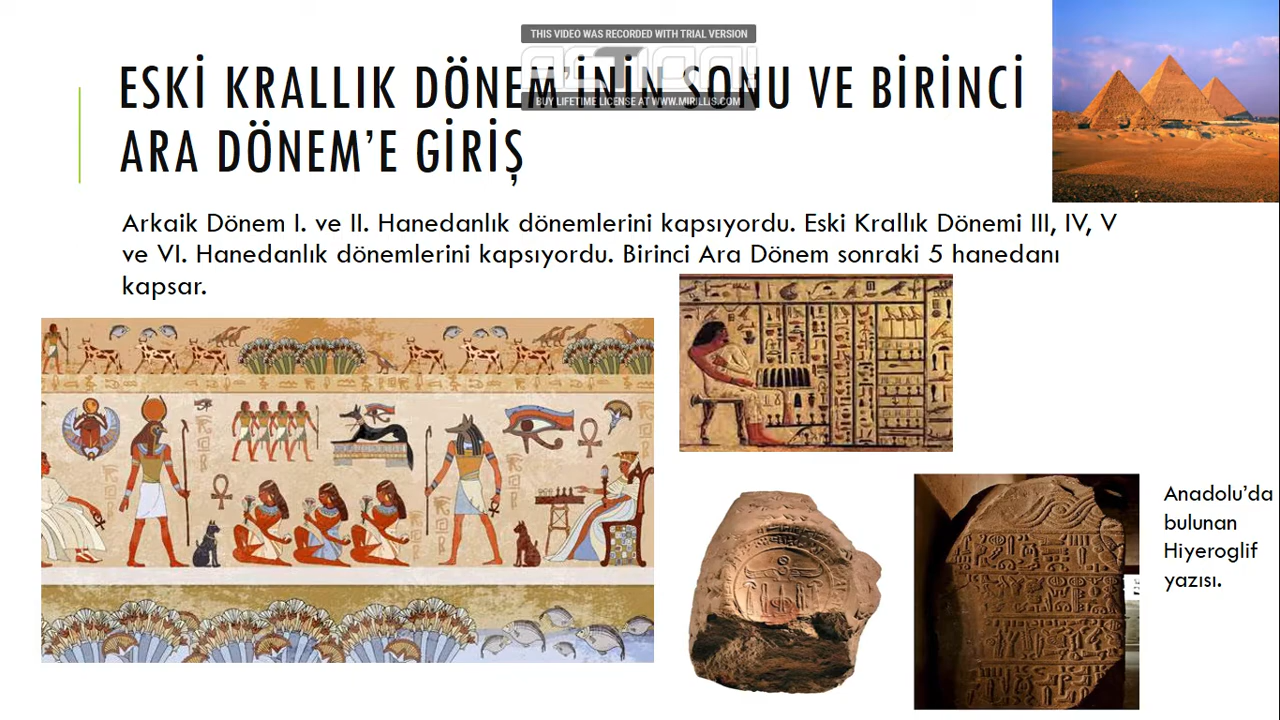 THIS VIDEO WAS RECORDED WITH TRIAL VERSION
BUY LIFETIME LICENSE AT WWW.MIRILLIS.COM
ESKİ KRALLIK DÖNEM’İNİN SONU VE BİRİNCİ
ARA DÖNEM’E GİRİŞ
Arkaik Dönem I. ve II. Hanedanlık dönemlerini kapsıyordu. Eski Krallık Dönemi III, IV, V
ve VI. Hanedanlık dönemlerini kapsıyordu. Birinci Ara Dönem sonraki 5 hanedanı
kapsar.
Anadolu’da
bulunan
Hiyeroglif
yazısı.